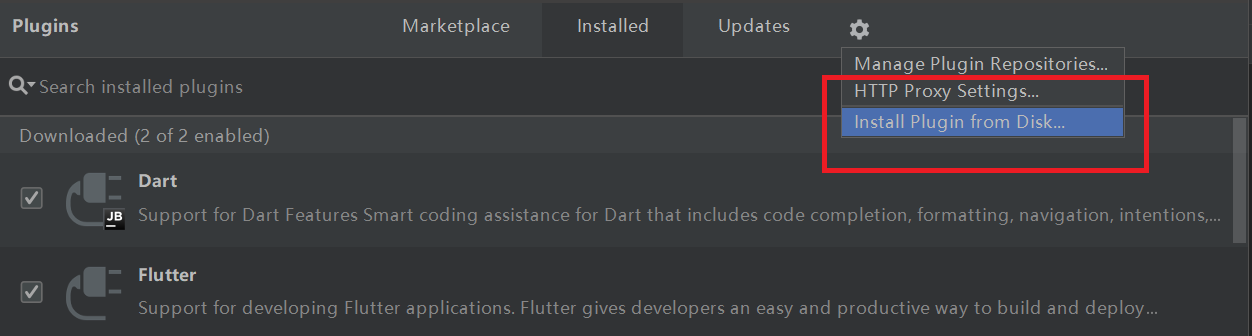 Plugins Marketplace Installed Updates
Manage Plugin Repositories...
Search installed plugins
HTTP Proxy Settings...
Install Plugin from Disk...
Downloaded (2 of 2 enabled)
Dart
JB
Support for Dart Features Smart coding assistance for Dart that includes code completion, formatting, navigation, intentions,...
Flutter
Support for developing Flutter applications. Flutter gives developers an easy and productive way to build and deploy...